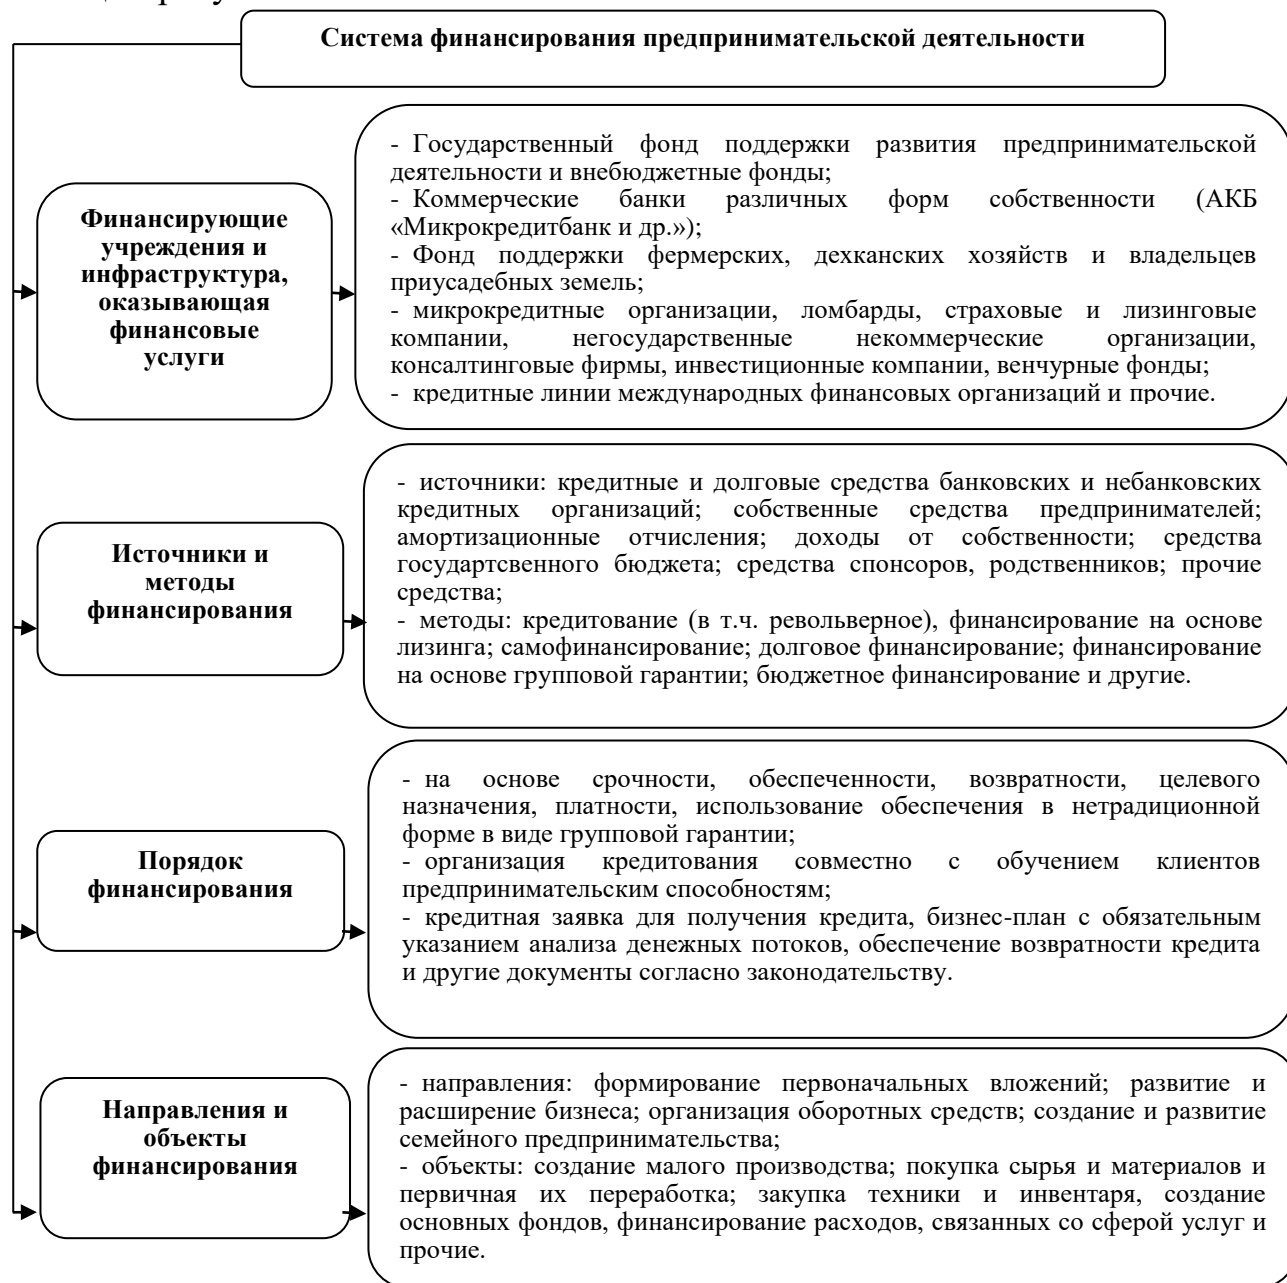 Система финансирования предпринимательской деятельности
Финансирующие
учреждения и
инфраструктура,
оказывающая
финансовые
услуги
- Государственный фонд поддержки развития предпринимательской
деятельности и внебюджетные фонды;
- Коммерческие банки различных форм собственности (АКБ
«Микрокредитбанк и др.»);
- Фонд поддержки фермерских, дехканских хозяйств и владельцев
приусадебных земель;
- микрокредитные организации, ломбарды, страховые и лизинговые
компании, негосударственные некоммерческие организации,
консалтинговые фирмы, инвестиционные компании, венчурные фонды;
- кредитные линии международных финансовых организаций и прочие.
Источники и
методы
финансирования
- источники: кредитные и долговые средства банковских и небанковских
кредитных организаций; собственные средства предпринимателей;
амортизационные отчисления; доходы от собственности; средства
государтсвенного бюджета; средства спонсоров, родственников; прочие
средства;
- методы: кредитование (в т.ч. револьверное), финансирование на основе
лизинга; самофинансирование; долговое финансирование; финансирование
на основе групповой гарантии; бюджетное финансирование и другие.
Порядок
финансирования
- на основе срочности, обеспеченности, возвратности, целевого
назначения, платности, использование обеспечения в нетрадиционной
форме в виде групповой гарантии;
- организация кредитования совместно с обучением клиентов
предпринимательским способностям;
- кредитная заявка для получения кредита, бизнес-план с обязательным
указанием анализа денежных потоков, обеспечение возвратности кредита
и другие документы согласно законодательству.
Направления и
объекты
финансирования
- направления: формирование первоначальных вложений; развитие и
расширение бизнеса; организация оборотных средств; создание и развитие
семейного предпринимательства;
- объекты: создание малого производства; покупка сырья и материалов и
первичная их переработка; закупка техники и инвентаря, создание
основных фондов, финансирование расходов, связанных со сферой услуг и
прочие.